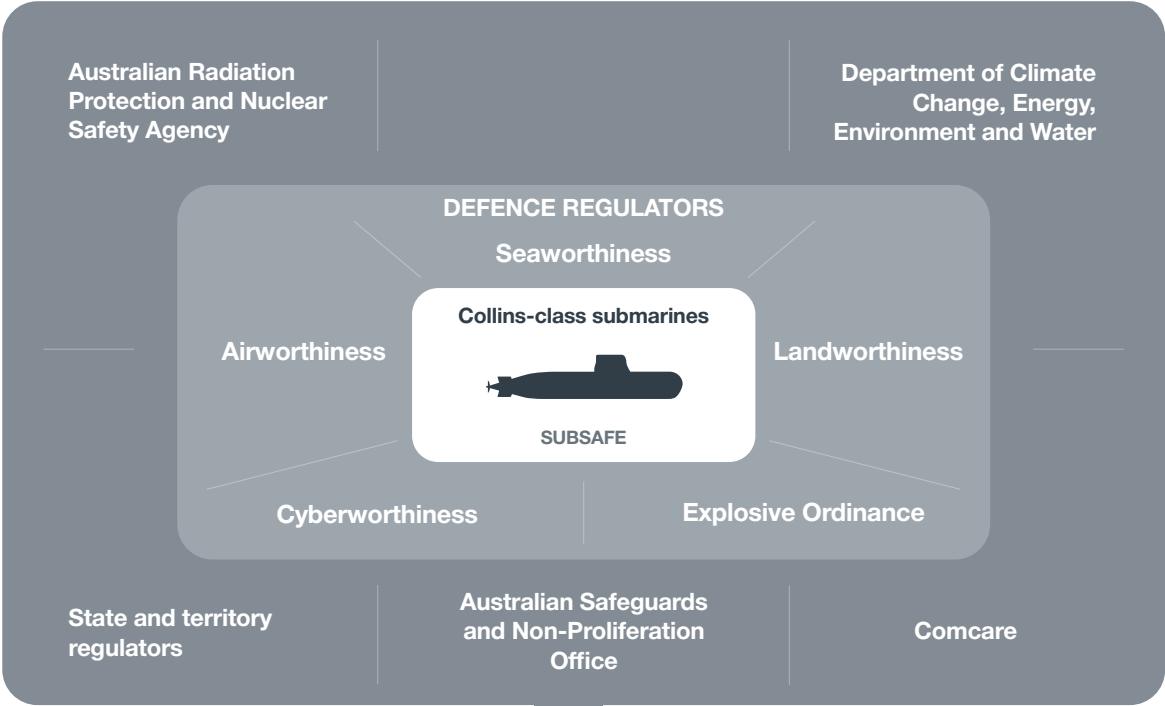 Australian Radiation
Protection and Nuclear
Safety Agency
Department of Climate
Change, Energy,
Environment and Water
DEFENCE REGULATORS
Seaworthiness
Collins-class submarines
Airworthiness
Landworthiness
SUBSAFE
Cyberworthiness
Explosive Ordinance
State and territory
regulators
Australian Safeguards
and Non-Proliferation
Office
Comcare